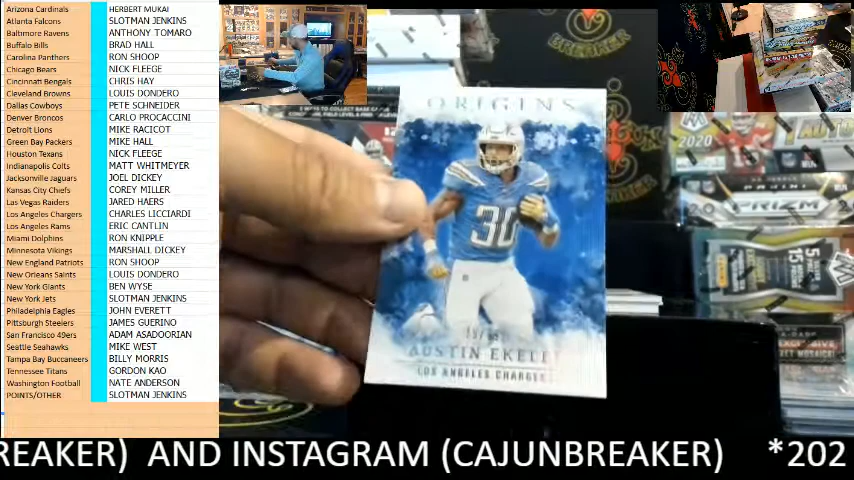 Arizona Cardinals HERBERT MUKAI
Atlanta Falcons SLOTMAN JENKINS
Baltimore Ravens ANTHONY TOMARO
Buffalo Bills BRAD HALL
Carolina Panthers RON SHOOP
Chicago Bears NICK FLEEGE
Cincinnati Bengals CHRIS HAY
Cleveland Browns LOUIS DONDERO
Dallas Cowboys PETE SCHNEIDER
Denver Broncos CARLO PROCACCINI
Detroit Lions MIKE RACICOT
Green Bay Packers MIKE HALL
Houston Texans NICK FLEEGE
Indianapolis Colts MATT WHITMEYER
Jacksonville Jaguars JOEL DICKEY
Kansas City Chiefs COREY MILLER
Las Vegas Raiders JARED HAERS
Los Angeles Chargers CHARLES LICCIARDI
Los Angeles Rams ERIC CANTLIN
Miami Dolphins RON KNIPPLE
Minnesota Vikings MARSHALL DICKEY
New England Patriots RON SHOOP
New Orleans Saints LOUIS DONDERO
New York Giants BEN WYSE
New York Jets SLOTMAN JENKINS
Philadelphia Eagles JOHN EVERETT
Pittsburgh Steelers JAMES GUERINO
San Francisco 49ers ADAM ASADOORIAN
Seattle Seahawks MIKE WEST
Tampa Bay Buccaneers BILLY MORRIS
Tennessee Titans GORDON KAO
Washington Football NATE ANDERSON
POINTS/OTHER SLOTMAN JENKINS
BREAKER
ORIGINS
30
AUSTIN EKELE
LOS ANGELES CHARGERS
2020
1 AUTO
PANINI
PRIZM
MOSAIC
REAKER) AND INSTAGRAM (CAJUNBREAKER) *202